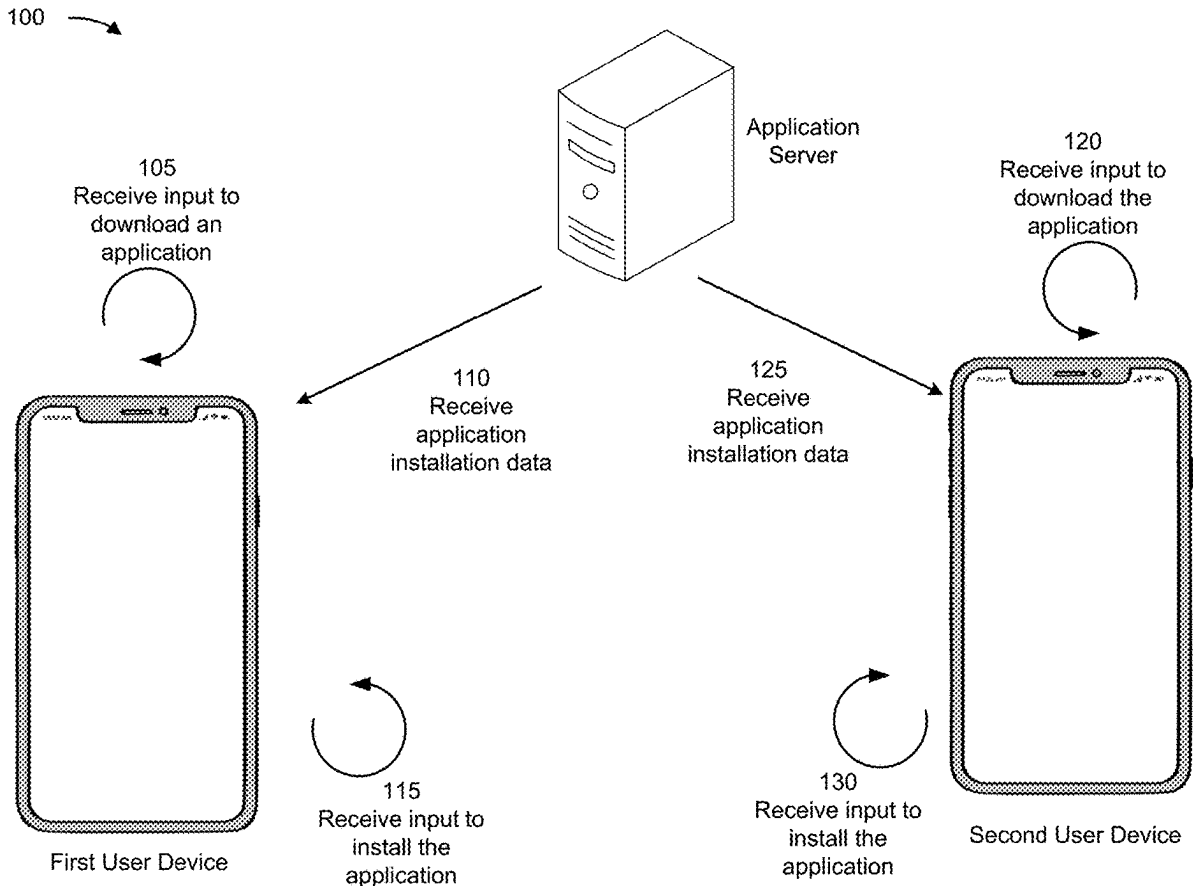 100
Application
Server
105
Receive input to
download an
application
120
Receive input to
download the
application
110
Receive
application
installation data
125
Receive
application
installation data
115
Receive input to
install the
application
130
Receive input to
install the
application
First User Device
Second User Device